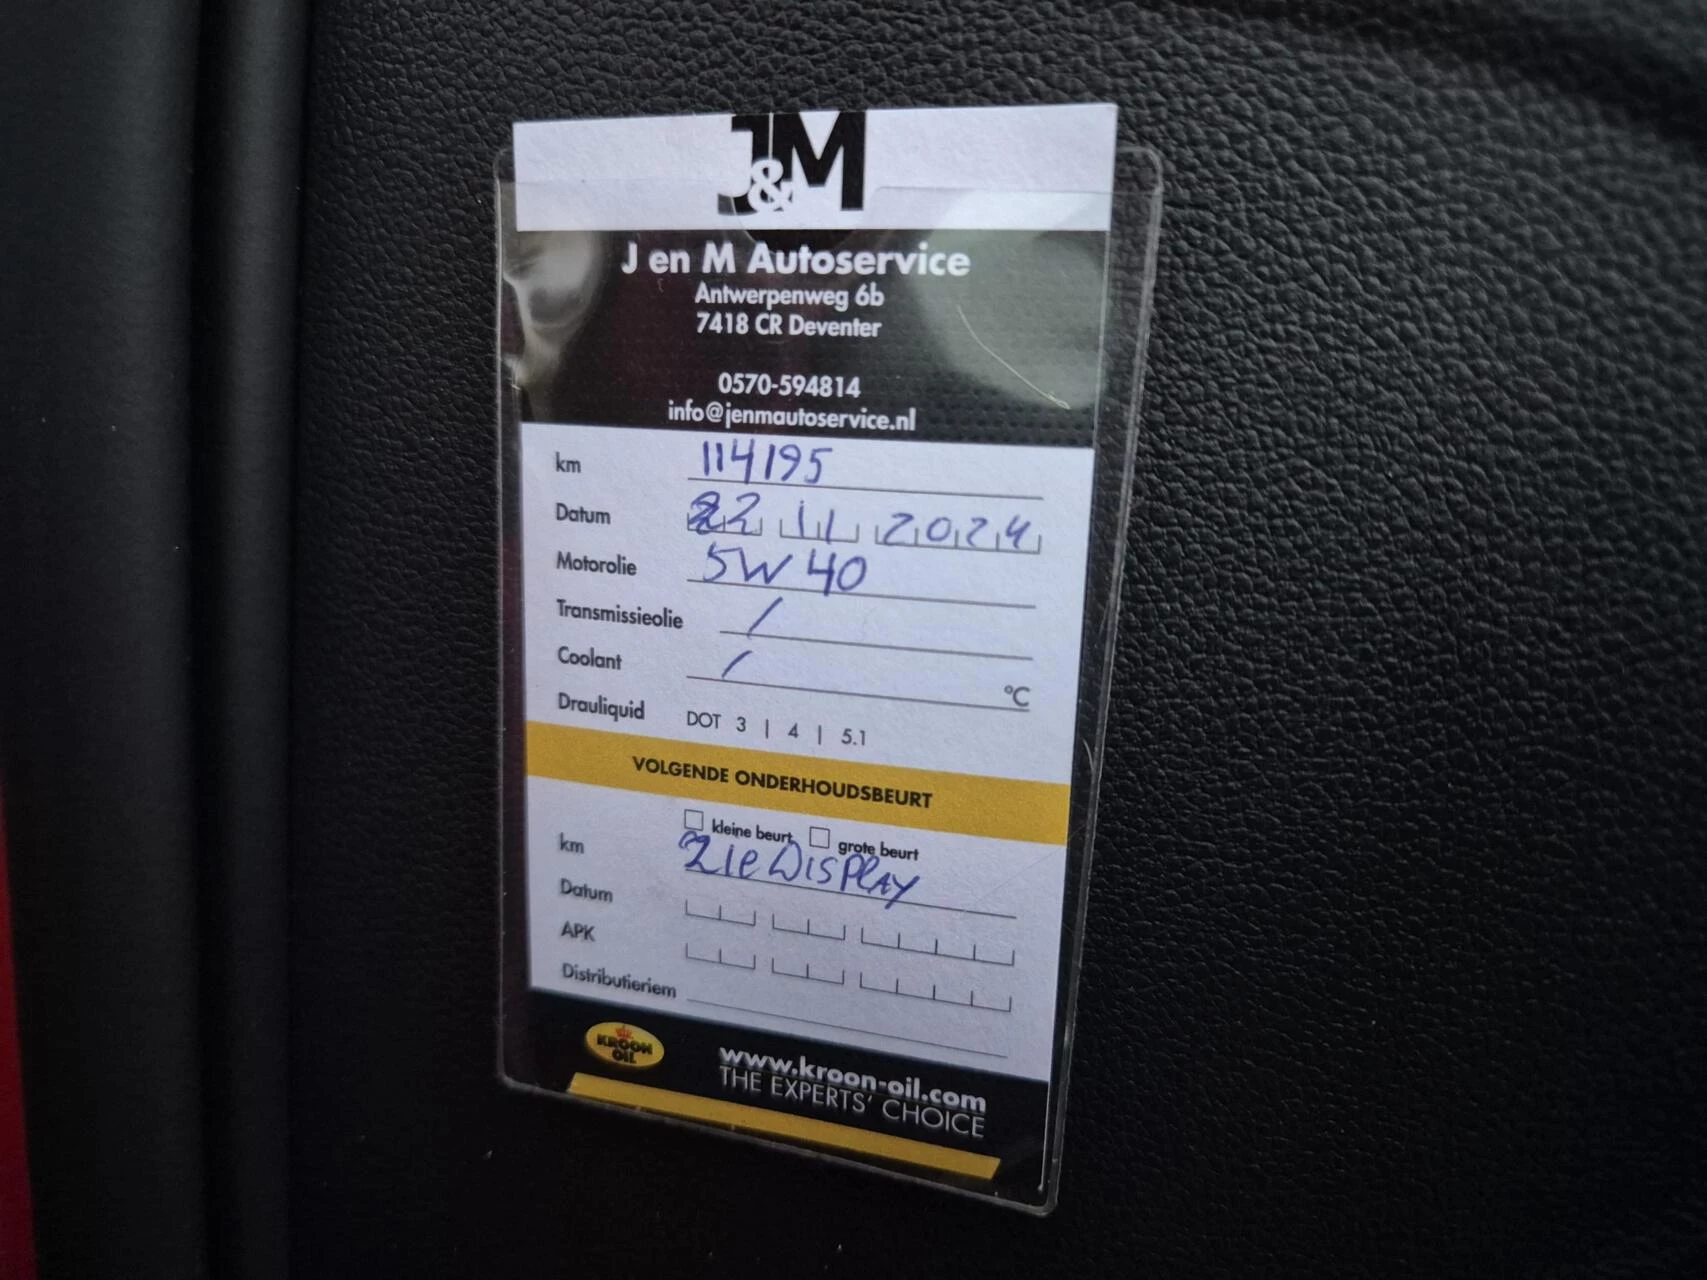 J&M
J en M Autoservice
Antwerpenweg 6b
7418 CR Deventer
0570-594814
info@jenmautoservice.nl
km 114195
Datum 22 11 2024
Motorolie 5W40
Transmissieolie /
Coolant / °C
Drauliquid DOT 3 | 4 | 5.1
VOLGENDE ONDERHOUDSBEURT
kleine beurt grote beurt
km ZIE DISPLAY
Datum
APK
Distributieriem
KROON OIL www.kroon-oil.com
THE EXPERTS' CHOICE